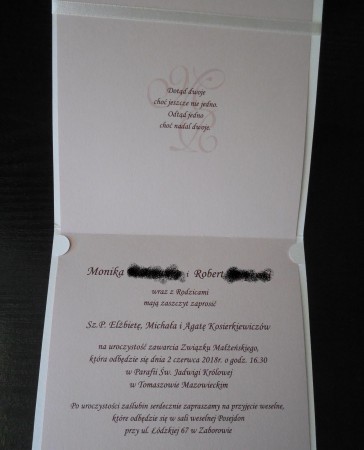 Dotąd dwoje
choć jeszcze nie jedno.
Odtąd jedno
choć nadal dwoje.
Monika i Robert
wraz z Rodzicami
mają zaszczyt zaprosić
Sz.P. Elżbietę, Michała i Agatę Kosierkiewiczów
na uroczystość zawarcia Związku Małżeńskiego,
która odbędzie się dnia 2 czerwca 2018r. o godz. 16.30
w Parafii Św. Jadwigi Królowej
w Tomaszowie Mazowieckim
Po uroczystości zaślubin serdecznie zapraszamy na przyjęcie weselne,
które odbędzie się w sali weselnej Posejdon
przy ul. Łódzkiej 67 w Zaborowie